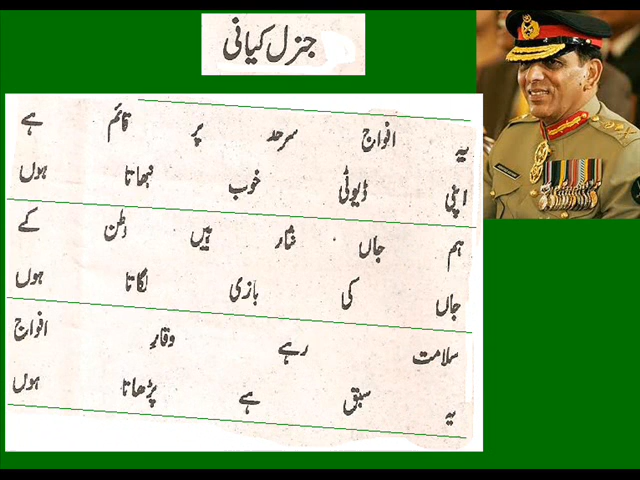 جنرل کیانی
یہ افواج سرحد پر قائم ہے
اپنی ڈیوٹی خوب نبھاتا ہوں
ہم جاں نثار ہیں وطن کے
جاں کی بازی لگاتا ہوں
سلامت رہے وقارِ افواج
یہ سبق ہے پڑھاتا ہوں